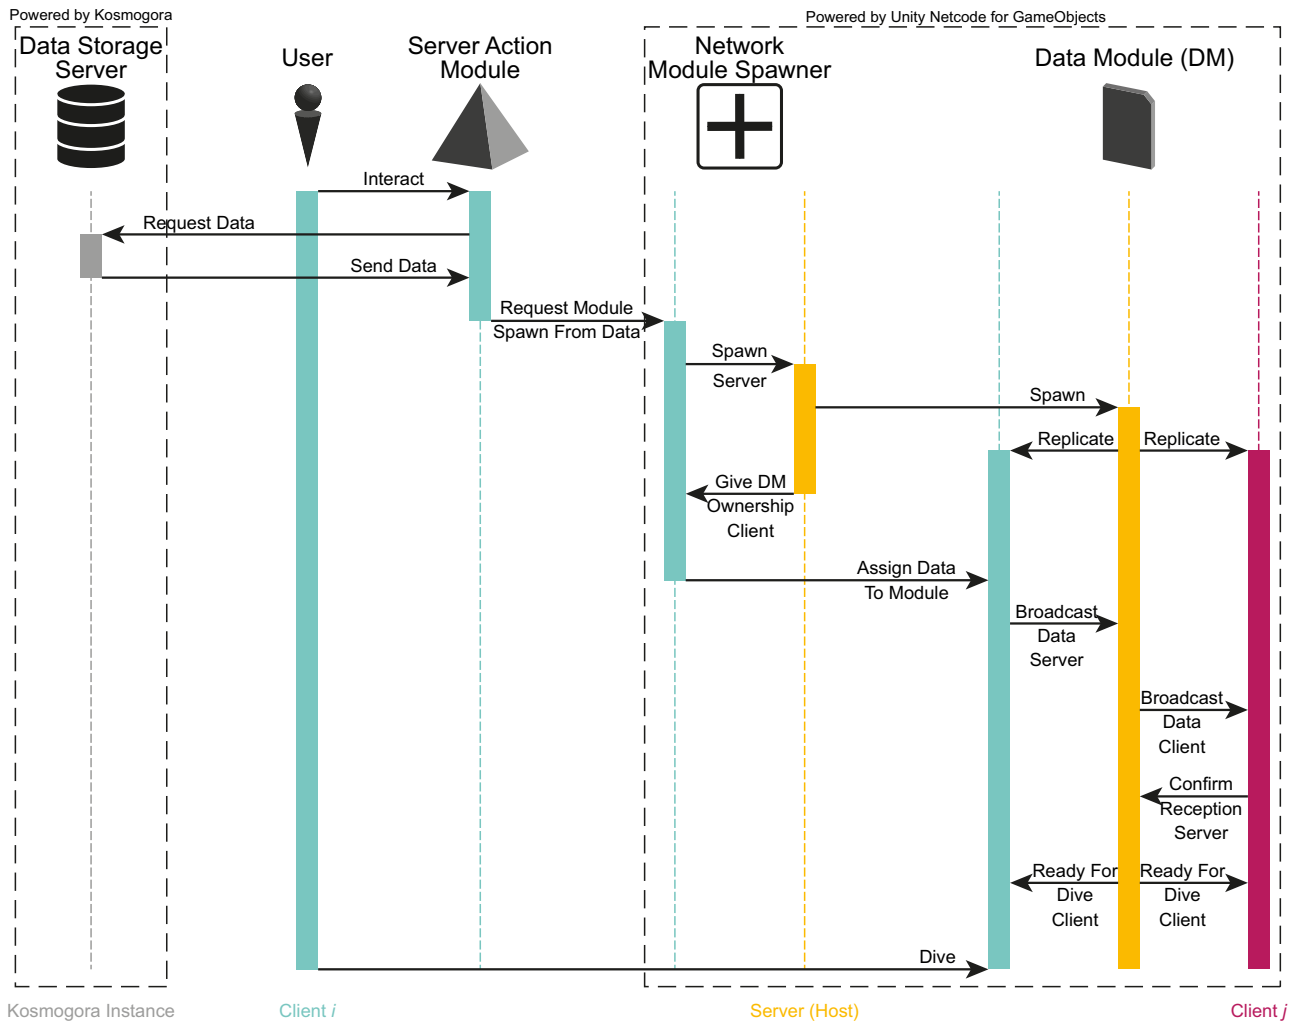 Powered by Kosmogora
Powered by Unity Netcode for GameObjects
Data Storage
Server
User
Server Action
Module
Network
Module Spawner
Data Module (DM)
Interact
Request Data
Send Data
Request Module
Spawn From Data
Spawn
Server
Spawn
Replicate
Replicate
Give DM
Ownership
Client
Assign Data
To Module
Broadcast
Data
Server
Broadcast
Data
Client
Confirm
Reception
Server
Ready For
Dive
Client
Ready For
Dive
Client
Dive
Kosmogora Instance
Client i
Server (Host)
Client j